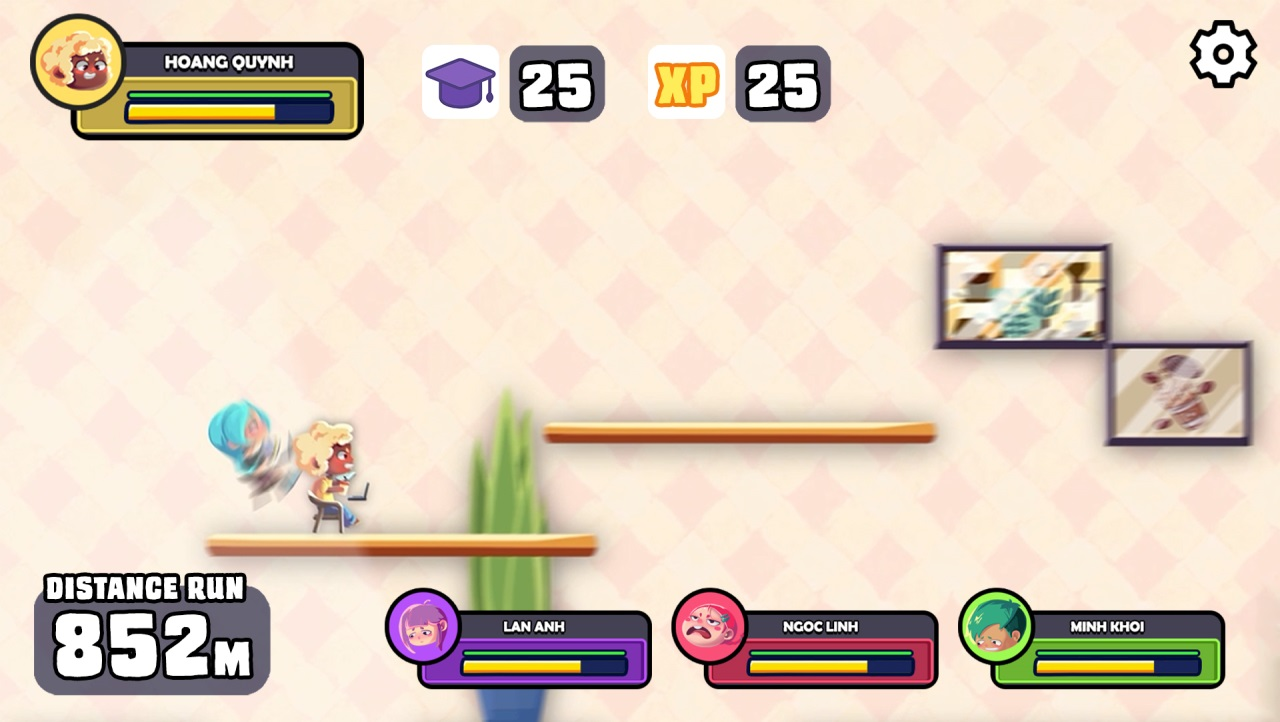 HOANG QUYNH
25
XP
25
DISTANCE RUN
852M
LAN ANH
NGOC LINH
MINH KHOI